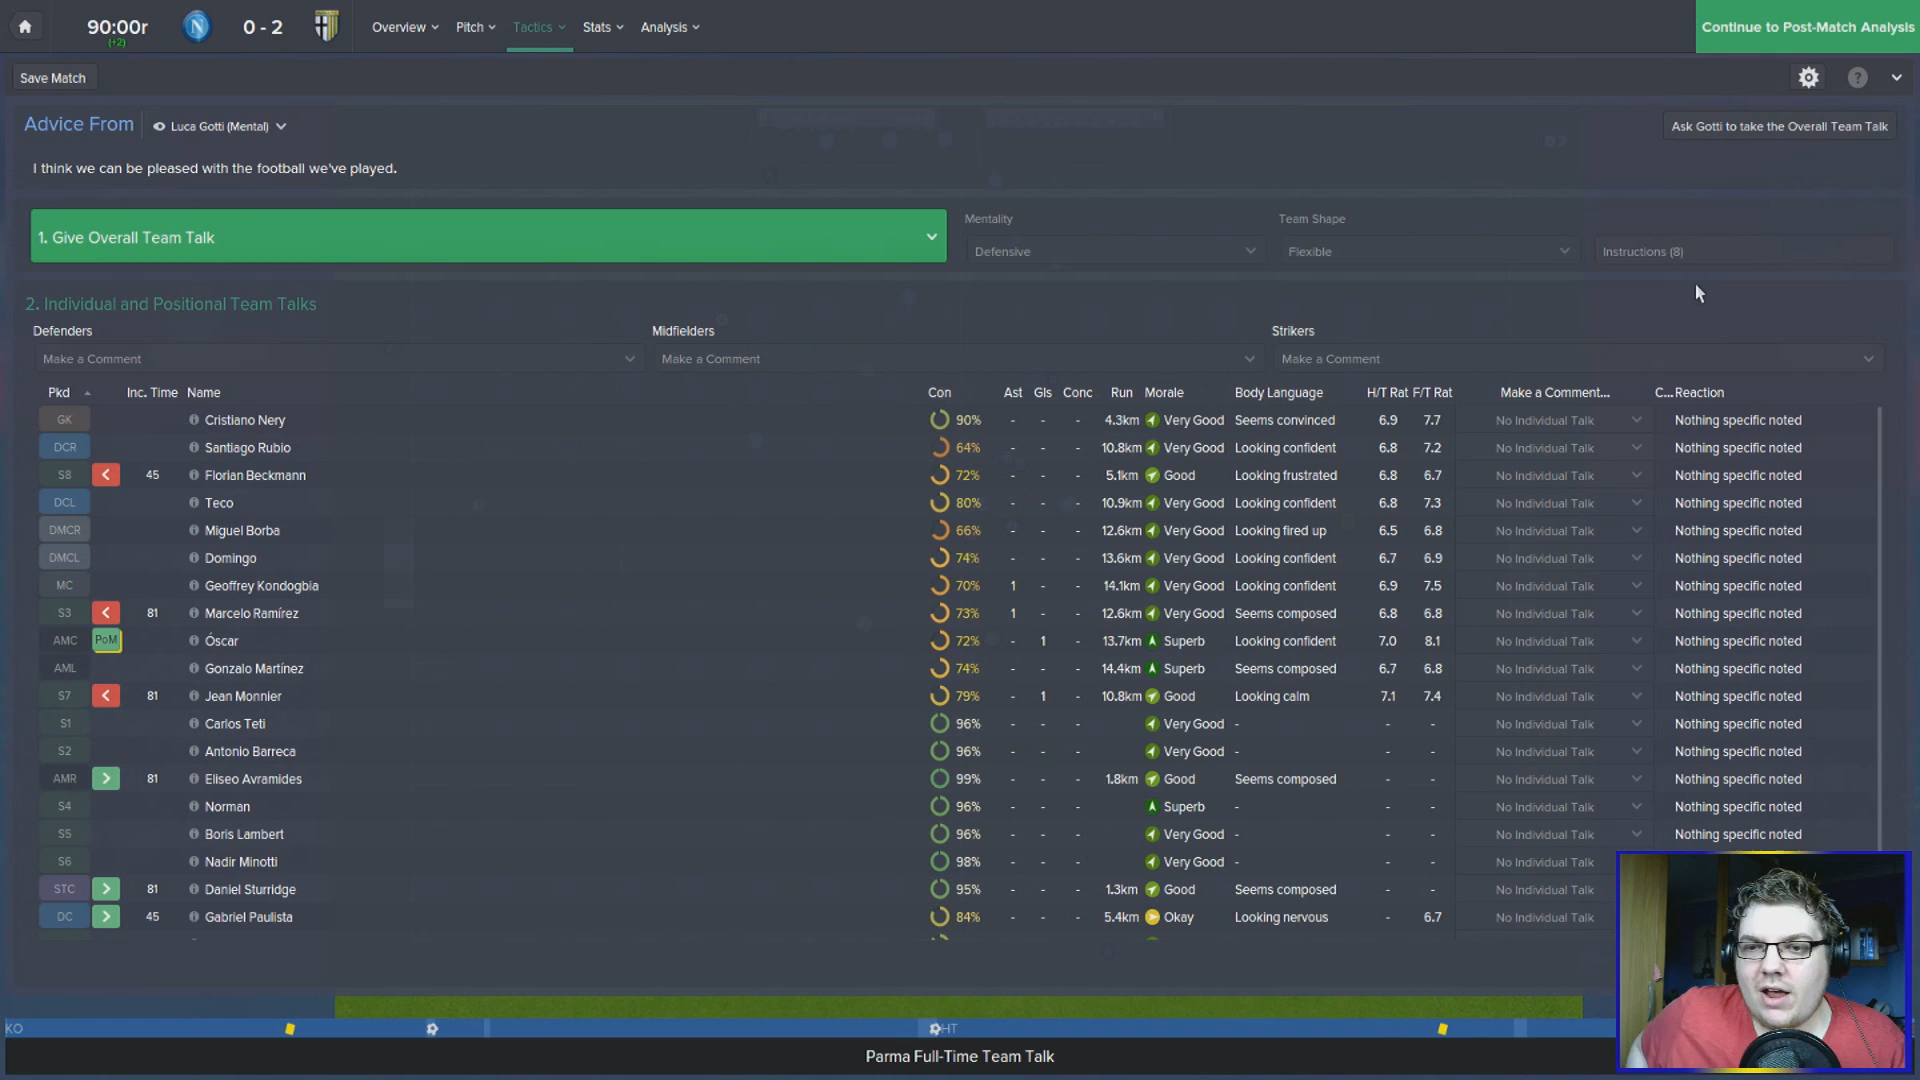 90:00r
(+2)
0 - 2
Overview
Pitch
Tactics
Stats
Analysis
Continue to Post-Match Analysis
Save Match
Advice From
Luca Gotti (Mental)
Ask Gotti to take the Overall Team Talk
I think we can be pleased with the football we've played.
1. Give Overall Team Talk
Mentality
Defensive
Team Shape
Flexible
Instructions (8)
2. Individual and Positional Team Talks
Defenders
Midfielders
Strikers
Make a Comment
Make a Comment
Make a Comment
Pkd Inc. Time Name Con Ast Gls Conc Run Morale Body Language H/T Rat F/T Rat Make a Comment... C... Reaction
GK Cristiano Nery 90% - - - 4.3km Very Good Seems convinced 6.9 7.7 No Individual Talk Nothing specific noted
DCR Santiago Rubio 64% - - - 10.8km Very Good Looking confident 6.8 7.2 No Individual Talk Nothing specific noted
S8 45 Florian Beckmann 72% - - - 5.1km Good Looking frustrated 6.8 6.7 No Individual Talk Nothing specific noted
DCL Teco 80% - - - 10.9km Very Good Looking confident 6.8 7.3 No Individual Talk Nothing specific noted
DMCR Miguel Borba 66% - - - 12.6km Very Good Looking fired up 6.5 6.8 No Individual Talk Nothing specific noted
DMCL Domingo 74% - - - 13.6km Very Good Looking confident 6.7 6.9 No Individual Talk Nothing specific noted
MC Geoffrey Kondogbia 70% 1 - - 14.1km Very Good Looking confident 6.9 7.5 No Individual Talk Nothing specific noted
S3 81 Marcelo Ramírez 73% 1 - - 12.6km Very Good Seems composed 6.8 6.8 No Individual Talk Nothing specific noted
AMC PoM Óscar 72% - 1 - 13.7km Superb Looking confident 7.0 8.1 No Individual Talk Nothing specific noted
AML Gonzalo Martínez 74% - - - 14.4km Superb Seems composed 6.7 6.8 No Individual Talk Nothing specific noted
S7 81 Jean Monnier 79% - 1 - 10.8km Good Looking calm 7.1 7.4 No Individual Talk Nothing specific noted
S1 Carlos Teti 96% - - - Very Good - - - No Individual Talk Nothing specific noted
S2 Antonio Barreca 96% - - - Very Good - - - No Individual Talk Nothing specific noted
AMR 81 Eliseo Avramides 99% - - - 1.8km Good Seems composed - - No Individual Talk Nothing specific noted
S4 Norman 96% - - - Superb - - - No Individual Talk Nothing specific noted
S5 Boris Lambert 96% - - - Very Good - - - No Individual Talk Nothing specific noted
S6 Nadir Minotti 98% - - - Very Good - - - No Individual Talk
STC 81 Daniel Sturridge 95% - - - 1.3km Good Seems composed - - No Individual Talk
DC 45 Gabriel Paulista 84% - - - 5.4km Okay Looking nervous - 6.7 No Individual Talk
KO
HT
Parma Full-Time Team Talk